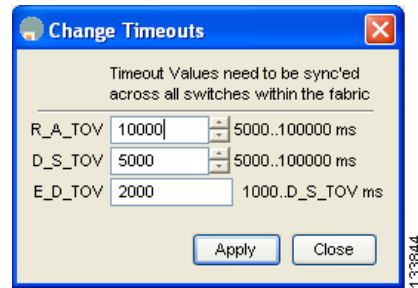 Change Timeouts
Timeout Values need to be sync'ed
across all switches within the fabric
R_A_TOV 10000 5000..100000 ms
D_S_TOV 5000 5000..100000 ms
E_D_TOV 2000 1000..D_S_TOV ms
Apply Close
133844